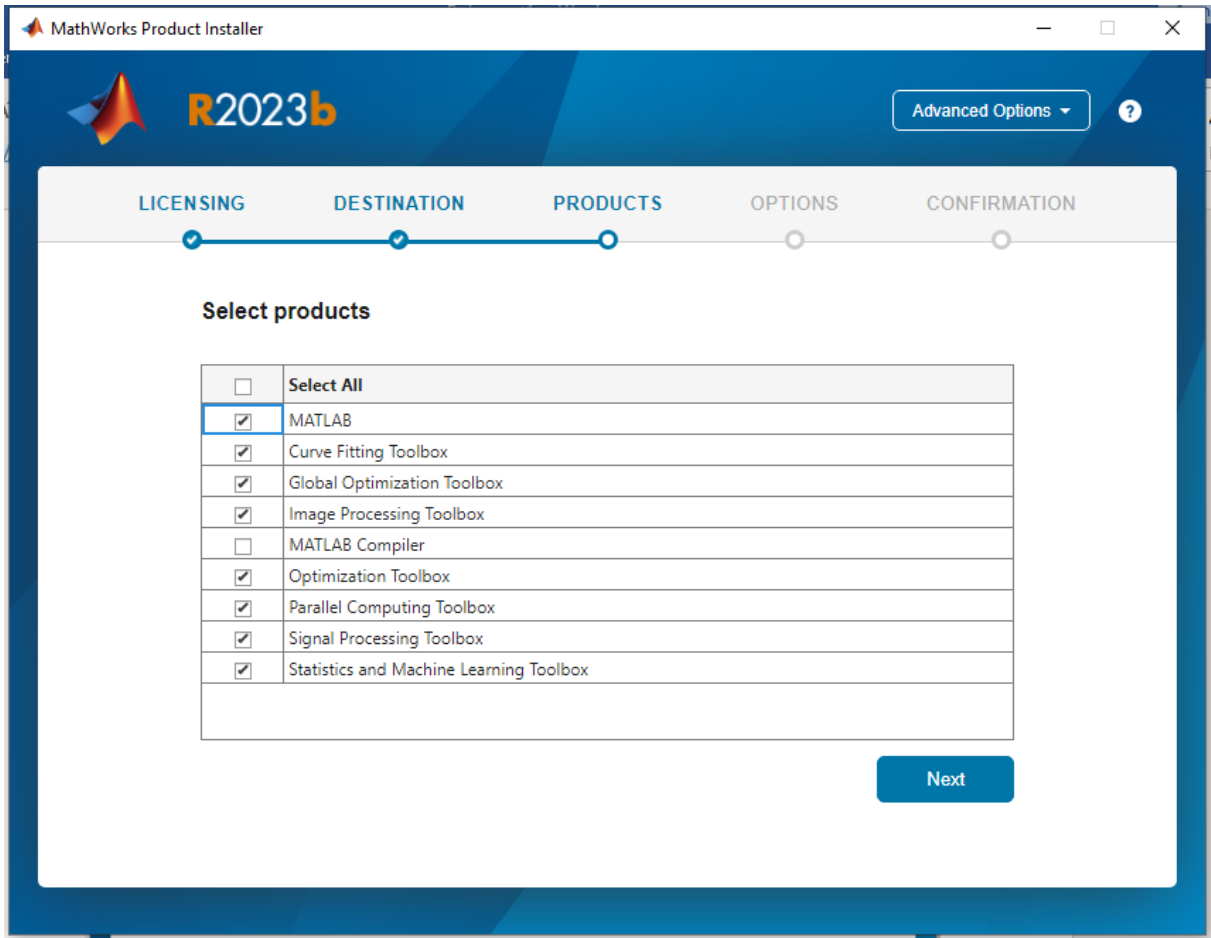 MathWorks Product Installer
R2023b
Advanced Options
?
LICENSING DESTINATION PRODUCTS OPTIONS CONFIRMATION
Select products
Select All
MATLAB
Curve Fitting Toolbox
Global Optimization Toolbox
Image Processing Toolbox
MATLAB Compiler
Optimization Toolbox
Parallel Computing Toolbox
Signal Processing Toolbox
Statistics and Machine Learning Toolbox
Next